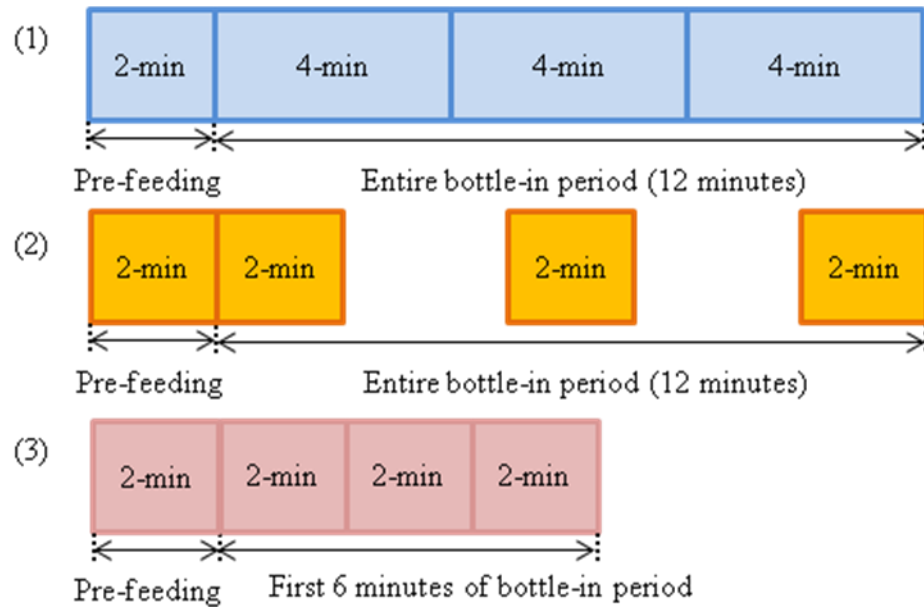 (1)
2-min 4-min 4-min 4-min
Pre-feeding Entire bottle-in period (12 minutes)
(2)
2-min 2-min 2-min 2-min
Pre-feeding Entire bottle-in period (12 minutes)
(3)
2-min 2-min 2-min 2-min
Pre-feeding First 6 minutes of bottle-in period